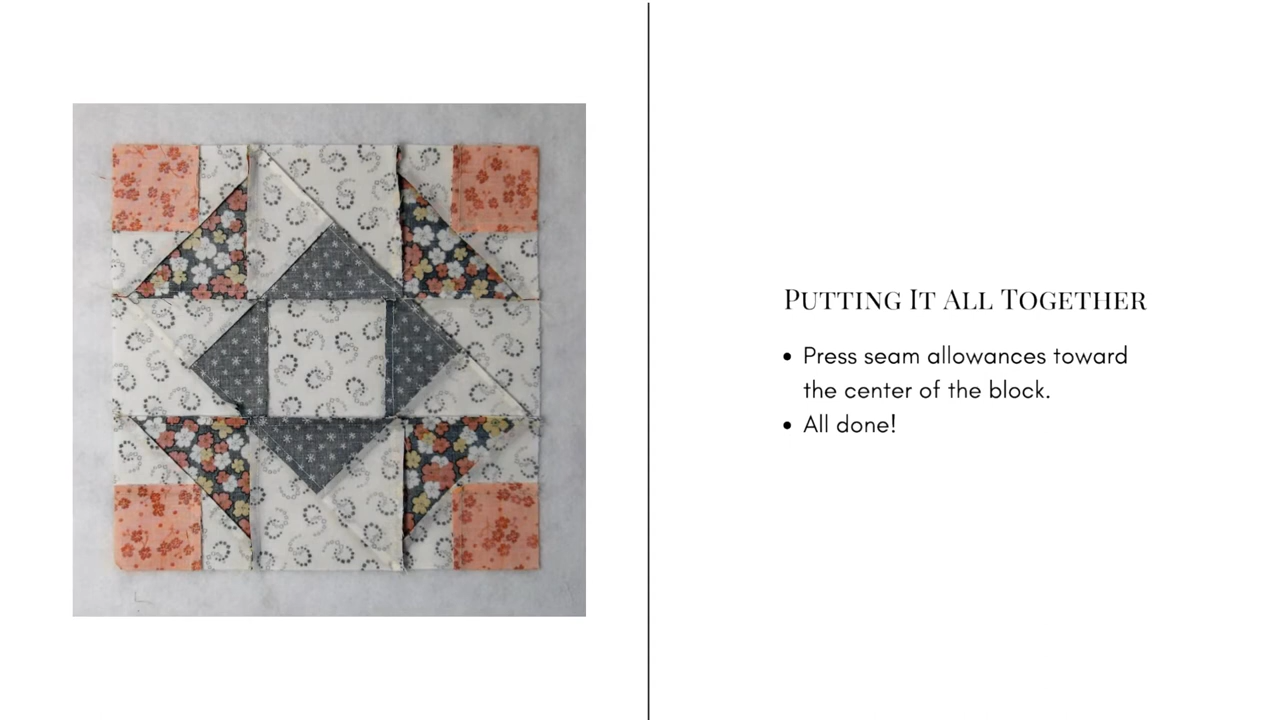 Putting It All Together
• Press seam allowances toward
the center of the block.
• All done!